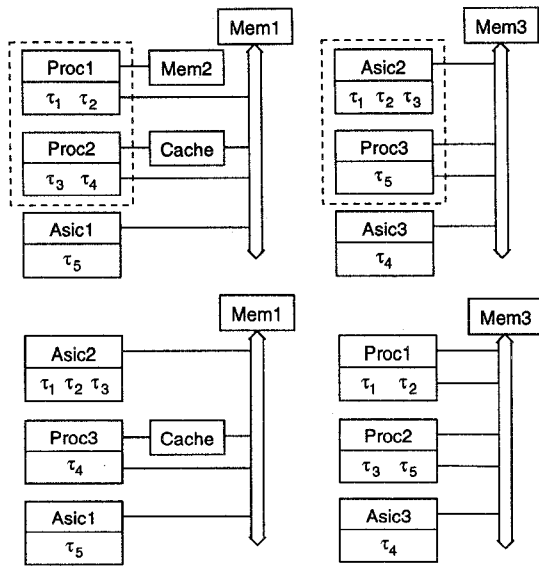 Mem1
Proc1
Mem2
τ1 τ2
Proc2
Cache
τ3 τ4
Asic1
τ5
Mem3
Asic2
τ1 τ2 τ3
Proc3
τ5
Asic3
τ4
Mem1
Asic2
τ1 τ2 τ3
Proc3
Cache
τ4
Asic1
τ5
Mem3
Proc1
τ1 τ2
Proc2
τ3 τ5
Asic3
τ4